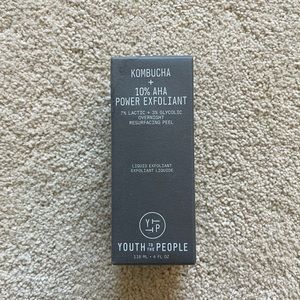 KOMBUCHA
+
10% AHA
POWER EXFOLIANT
7% LACTIC + 3% GLYCOLIC
OVERNIGHT
RESURFACING PEEL
LIQUID EXFOLIANT
EXFOLIANT LIQUIDE
Y T
T P
YOUTH TO THE PEOPLE
118 ML • 4 FL OZ